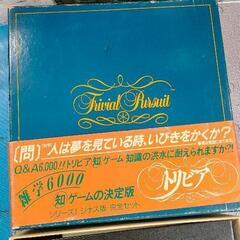 Trivial Pursuit
〔問〕人は夢を見ている時、いびきをかくか?
Q&A6,000!!トリビア〔知〕ゲーム 知識の洪水に耐えられますか?!
雑学6000
トリビア
〔知〕ゲームの決定版
シリーズI ジナス版 完全セット